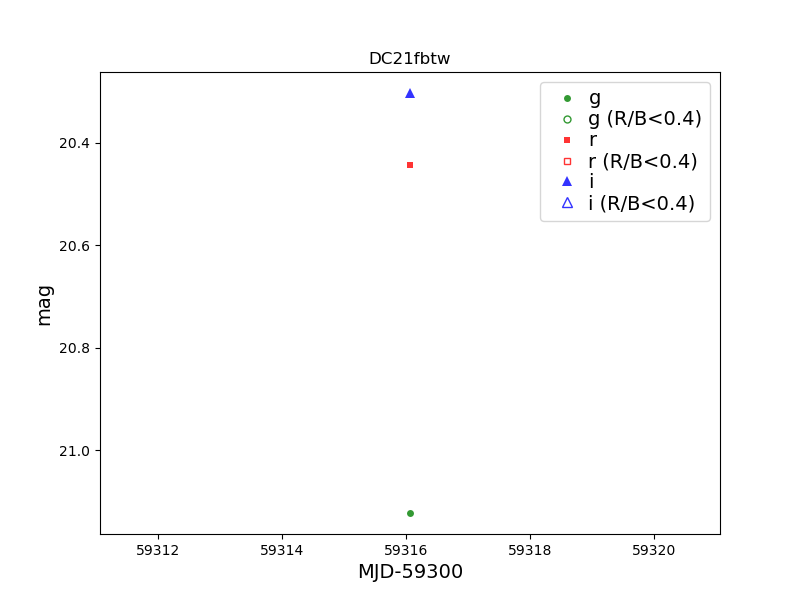 DC21fbtw
g
g (R/B<0.4)
r
r (R/B<0.4)
i
i (R/B<0.4)
mag
20.4
20.6
20.8
21.0
59312 59314 59316 59318 59320
MJD-59300